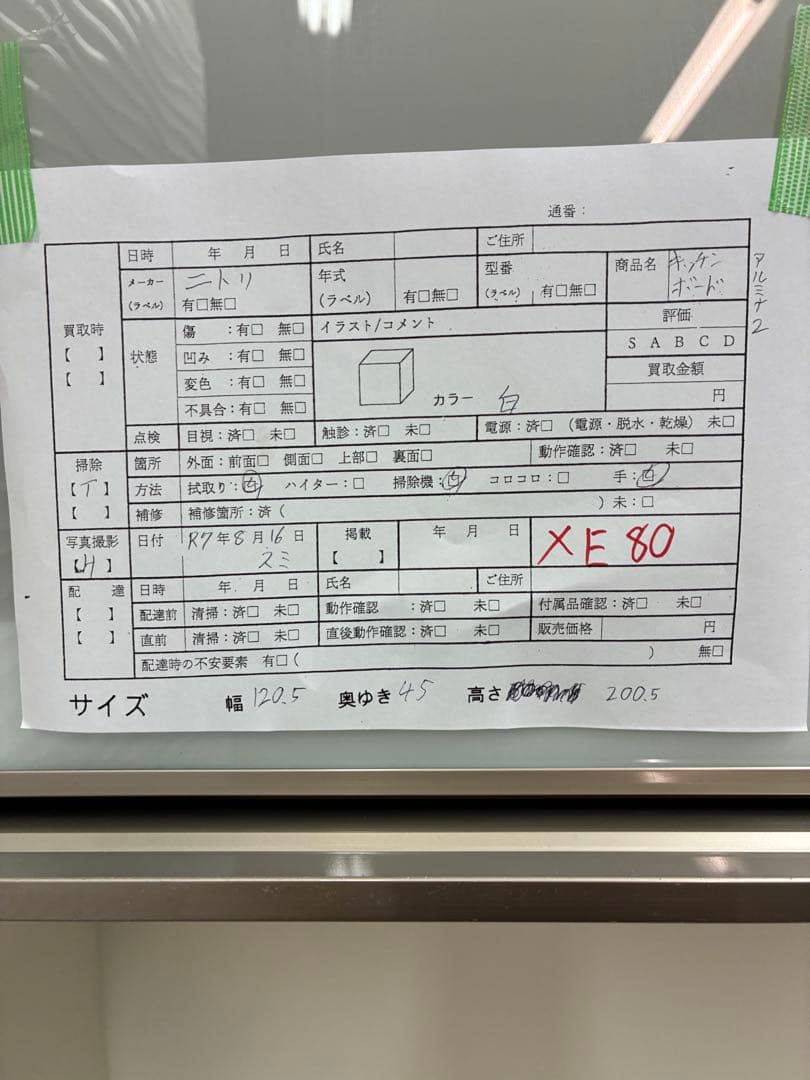 通番：
日時 年 月 日 氏名 ご住所
買取時 【 】 【 】
メーカー (ラベル) ニトリ 有□無□ 年式 (ラベル) 有□無□ 型番 (ラベル) 有□無□ 商品名 キッチンボード
アルミナ2
状態 傷 ：有□ 無□ イラスト/コメント 評価
凹み ：有□ 無□ S A B C D
変色 ：有□ 無□ カラー 白 買取金額
不具合：有□ 無□ 円
点検 目視：済□ 未□ 触診：済□ 未□ 電源：済□ (電源・脱水・乾燥) 未□
掃除 【T】 【 】
箇所 外面：前面□ 側面□ 上部□ 裏面□ 動作確認：済□ 未□
方法 拭取り：□ ハイター：□ 掃除機：□ コロコロ：□ 手：□
補修 補修箇所：済 ( ) 未：□
写真撮影 【H】 日付 R7年8月16日 スミ 掲載 【 】 年 月 日 XE 80
配 達 【 】 【 】
日時 年 月 日 氏名 ご住所
配達前 清掃：済□ 未□ 動作確認 ：済□ 未□ 付属品確認：済□ 未□
直前 清掃：済□ 未□ 直後動作確認：済□ 未□ 販売価格 円
配達時の不安要素 有□ ( ) 無□
サイズ 幅 120.5 奥ゆき 45 高さ 200.5